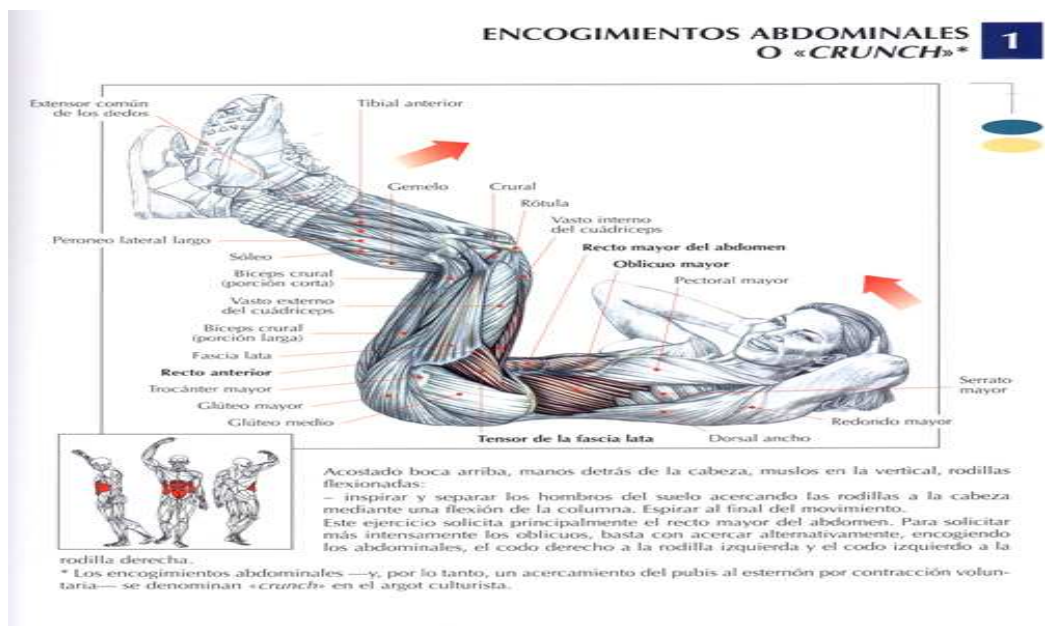 ENCOGIMIENTOS ABDOMINALES
O «CRUNCH»*
1
Extensor común
de los dedos
Tibial anterior
Gemelo
Crural
Rótula
Vasto interno
del cuádriceps
Peroneo lateral largo
Recto mayor del abdomen
Sóleo
Oblicuo mayor
Bíceps crural
(porción corta)
Pectoral mayor
Vasto externo
del cuádriceps
Bíceps crural
(porción larga)
Fascia lata
Recto anterior
Trocánter mayor
Serrato
mayor
Glúteo mayor
Glúteo medio
Redondo mayor
Tensor de la fascia lata
Dorsal ancho
Acostado boca arriba, manos detrás de la cabeza, muslos en la vertical, rodillas
flexionadas:
– inspirar y separar los hombros del suelo acercando las rodillas a la cabeza
mediante una flexión de la columna. Espirar al final del movimiento.
Este ejercicio solicita principalmente el recto mayor del abdomen. Para solicitar
más intensamente los oblicuos, basta con acercar alternativamente, encogiendo
los abdominales, el codo derecho a la rodilla izquierda y el codo izquierdo a la
rodilla derecha.
* Los encogimientos abdominales —y, por lo tanto, un acercamiento del pubis al esternón por contracción volun-
taria— se denominan «crunch» en el argot culturista.